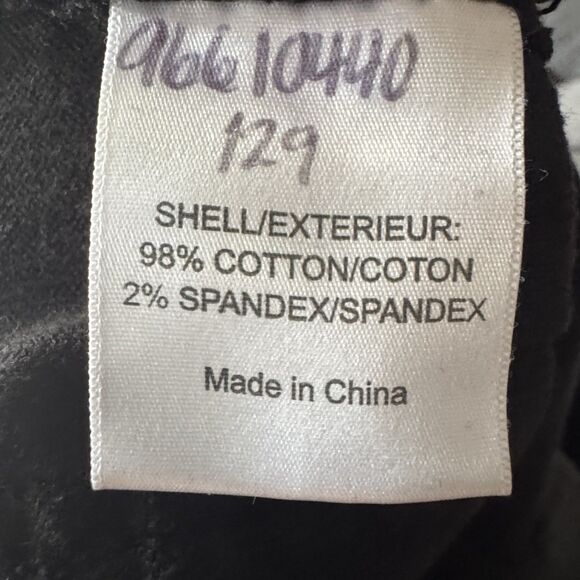 96610440
129
SHELL/EXTERIEUR:
98% COTTON/COTON
2% SPANDEX/SPANDEX
Made in China